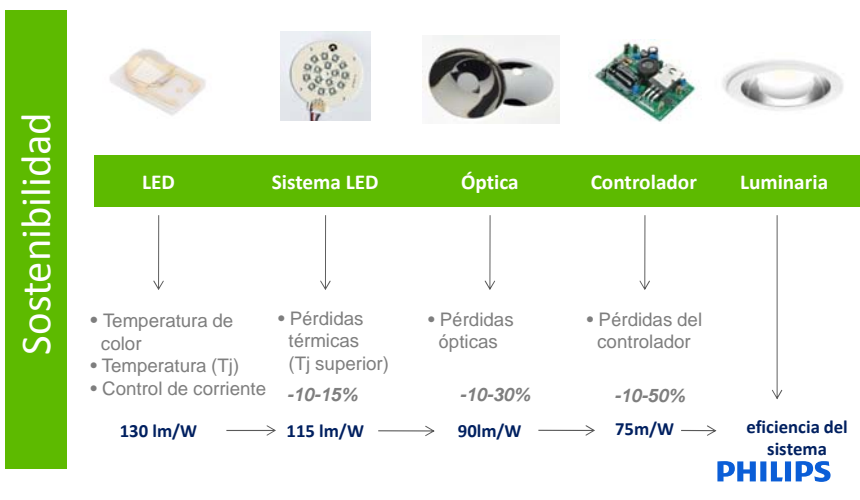 Sostenibilidad
LED
Sistema LED
Óptica
Controlador
Luminaria
• Temperatura de
color
• Temperatura (Tj)
• Control de corriente
• Pérdidas
térmicas
(Tj superior)
-10-15%
• Pérdidas
ópticas
-10-30%
• Pérdidas del
controlador
-10-50%
130 lm/W
115 lm/W
90lm/W
75m/W
eficiencia del
sistema
PHILIPS